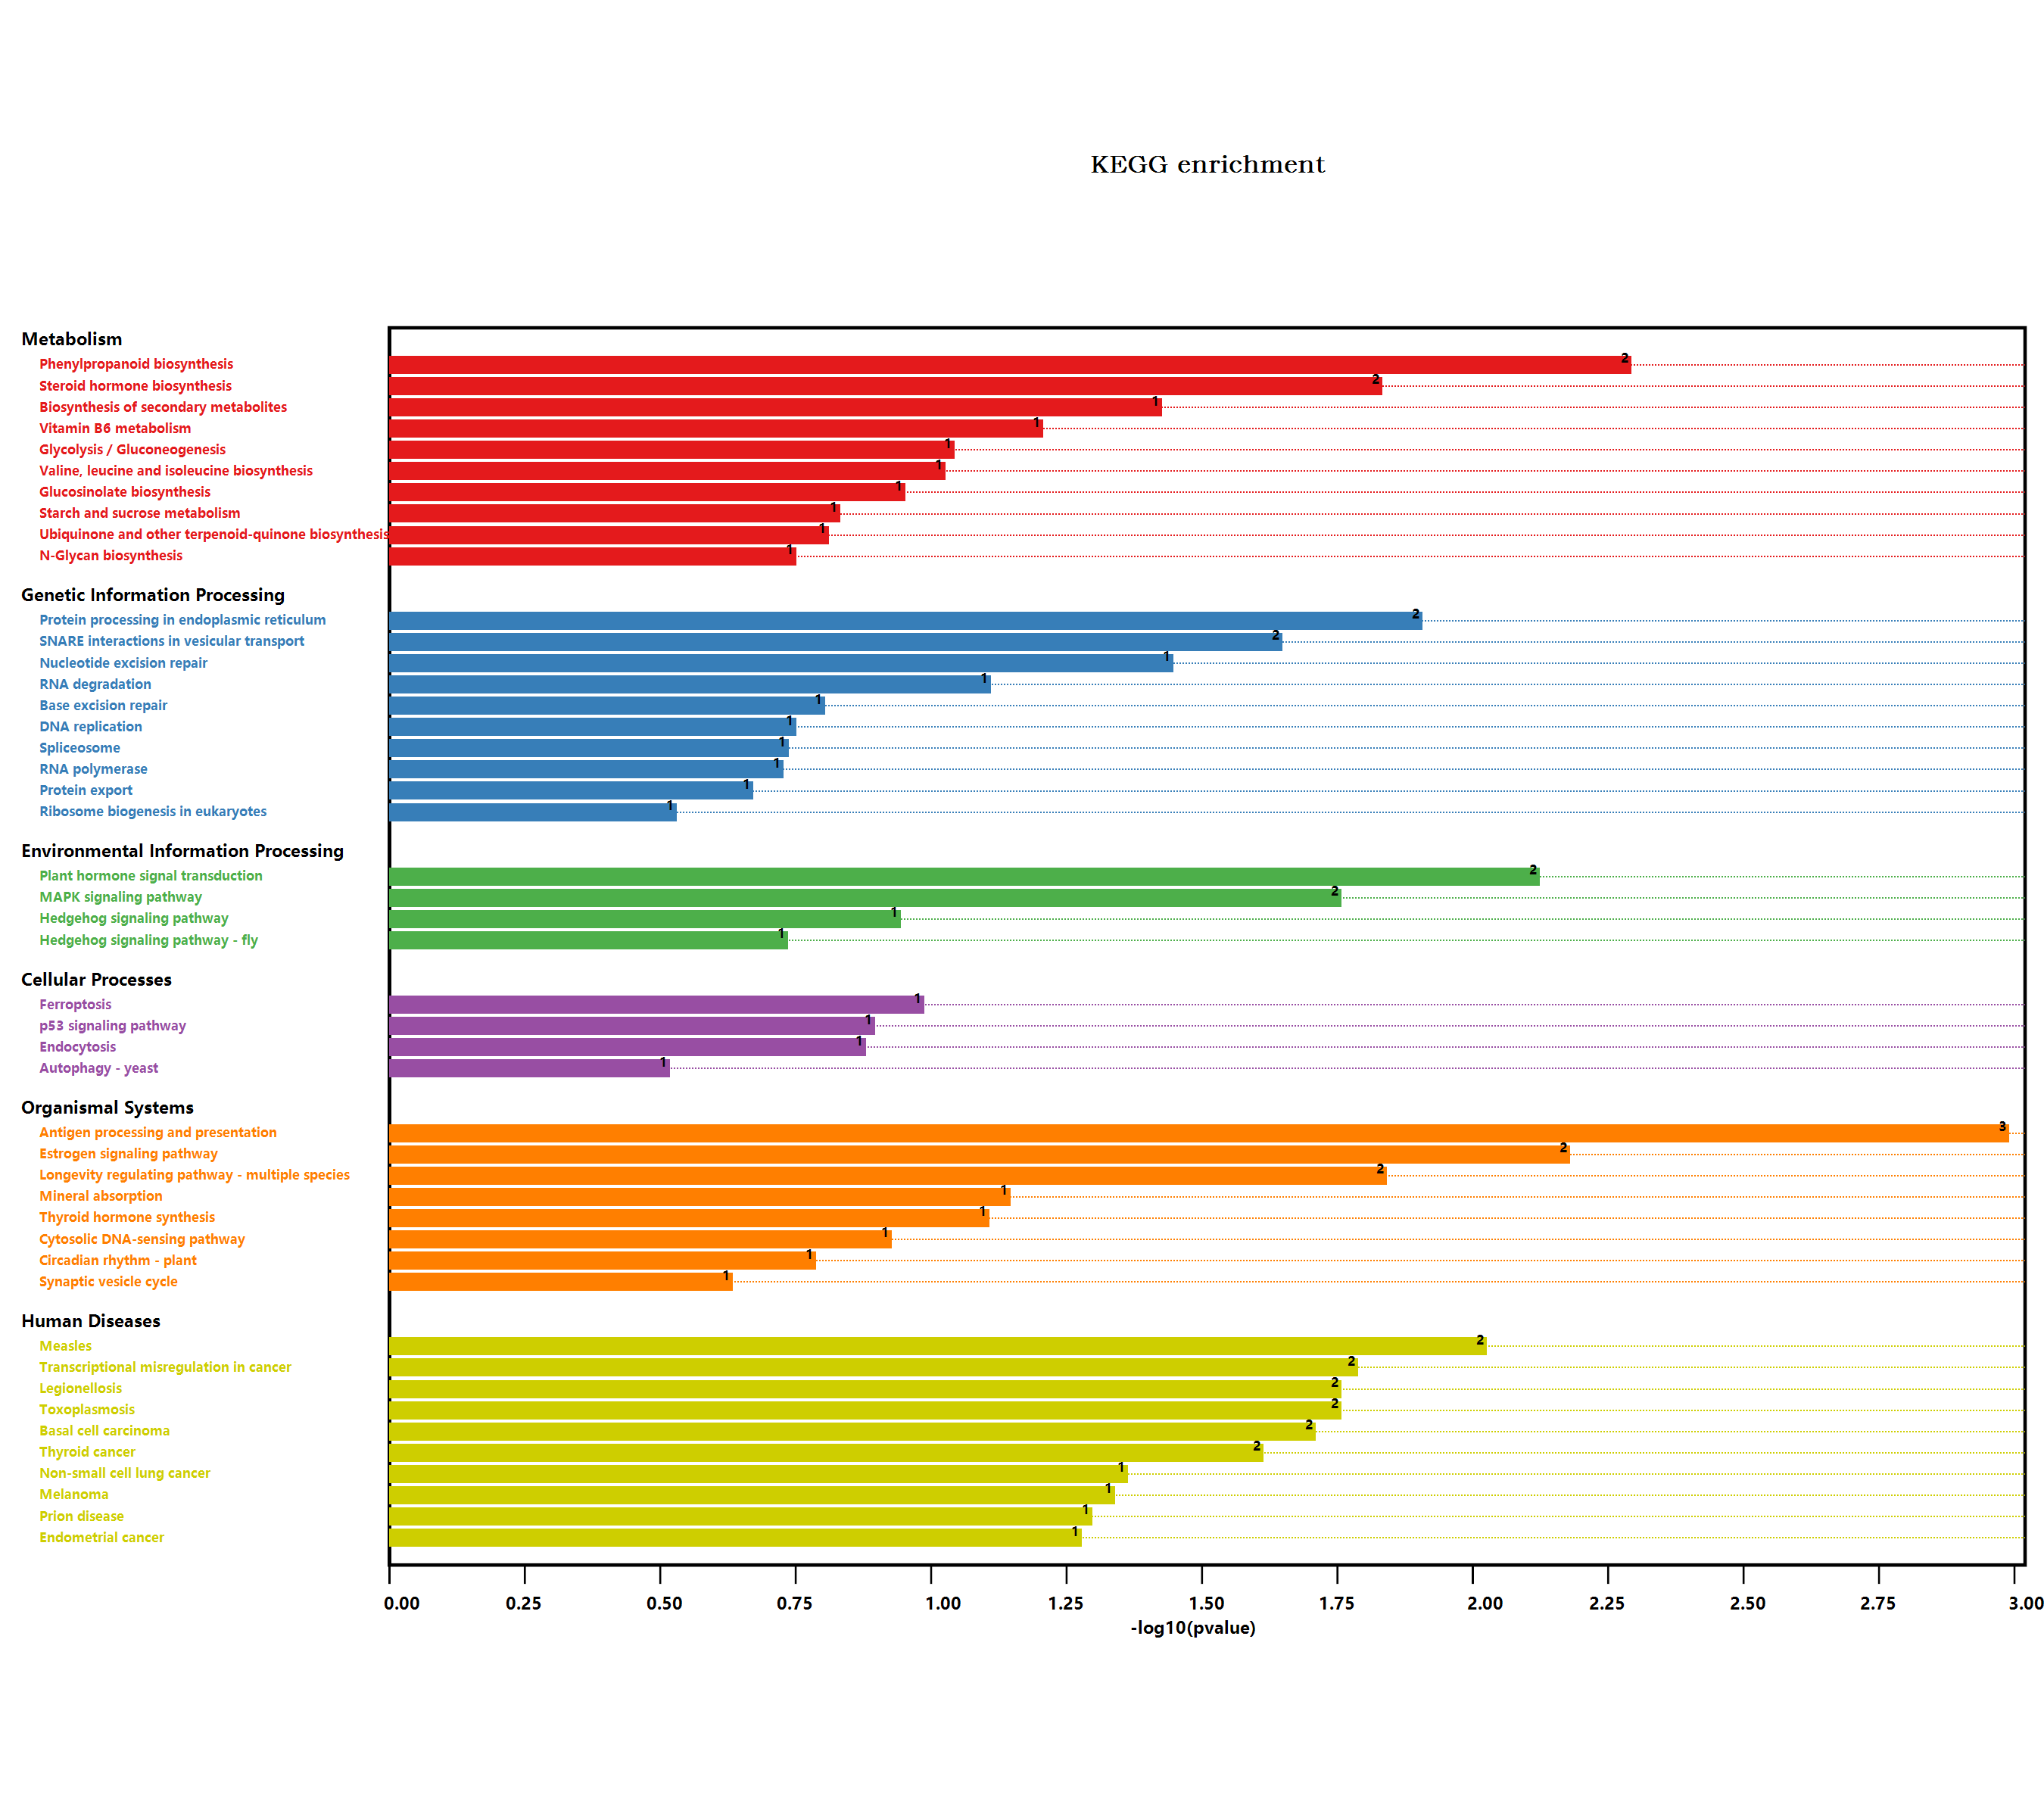 KEGG enrichment
Metabolism
Phenylpropanoid biosynthesis 2
Steroid hormone biosynthesis 2
Biosynthesis of secondary metabolites 1
Vitamin B6 metabolism 1
Glycolysis / Gluconeogenesis 1
Valine, leucine and isoleucine biosynthesis 1
Glucosinolate biosynthesis 1
Starch and sucrose metabolism 1
Ubiquinone and other terpenoid-quinone biosynthesis 1
N-Glycan biosynthesis 1
Genetic Information Processing
Protein processing in endoplasmic reticulum 2
SNARE interactions in vesicular transport 2
Nucleotide excision repair 1
RNA degradation 1
Base excision repair 1
DNA replication 1
Spliceosome 1
RNA polymerase 1
Protein export 1
Ribosome biogenesis in eukaryotes 1
Environmental Information Processing
Plant hormone signal transduction 2
MAPK signaling pathway 2
Hedgehog signaling pathway 1
Hedgehog signaling pathway - fly 1
Cellular Processes
Ferroptosis 1
p53 signaling pathway 1
Endocytosis 1
Autophagy - yeast 1
Organismal Systems
Antigen processing and presentation 3
Estrogen signaling pathway 2
Longevity regulating pathway - multiple species 2
Mineral absorption 1
Thyroid hormone synthesis 1
Cytosolic DNA-sensing pathway 1
Circadian rhythm - plant 1
Synaptic vesicle cycle 1
Human Diseases
Measles 2
Transcriptional misregulation in cancer 2
Legionellosis 2
Toxoplasmosis 2
Basal cell carcinoma 2
Thyroid cancer 2
Non-small cell lung cancer 1
Melanoma 1
Prion disease 1
Endometrial cancer 1
0.00 0.25 0.50 0.75 1.00 1.25 1.50 1.75 2.00 2.25 2.50 2.75 3.00
-log10(pvalue)